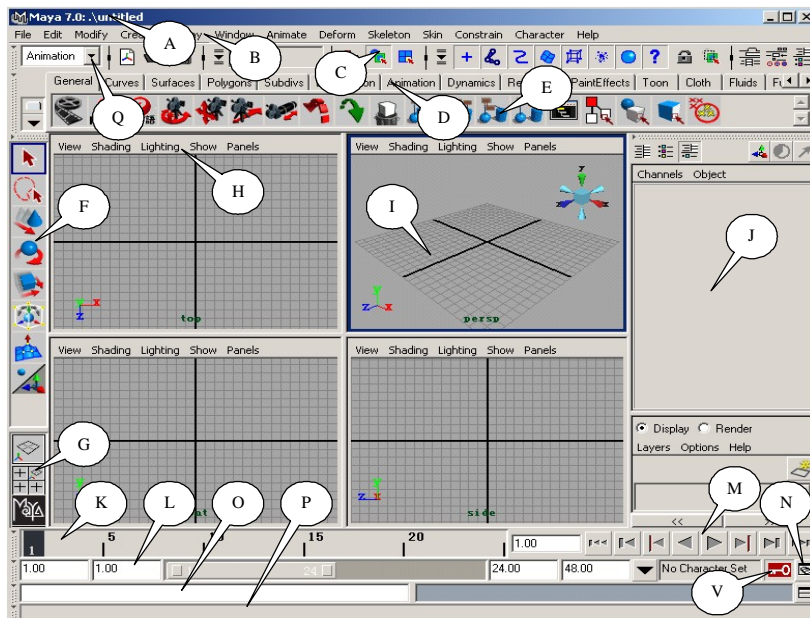 Maya 7.0: .\untitled
A
File Edit Modify Window Animate Deform Skeleton Skin Constrain Character Help
B
Animation
C
General Curves Surfaces Polygons Subdivs Animation Dynamics PaintEffects Toon Cloth Fluids
Q
D
E
View Shading Lighting Show Panels
View Shading Lighting Show Panels
Channels Object
F
H
I
J
y
x
z
x
z
top
y
z
x
persp
View Shading Lighting Show Panels
View Shading Lighting Show Panels
Display Render
Layers Options Help
G
MAYA
z
x
side
<<
K
L
O
P
M
N
1
5
10
15
20
1.00
1.00
1.00
24
24.00
48.00
No Character Set
V